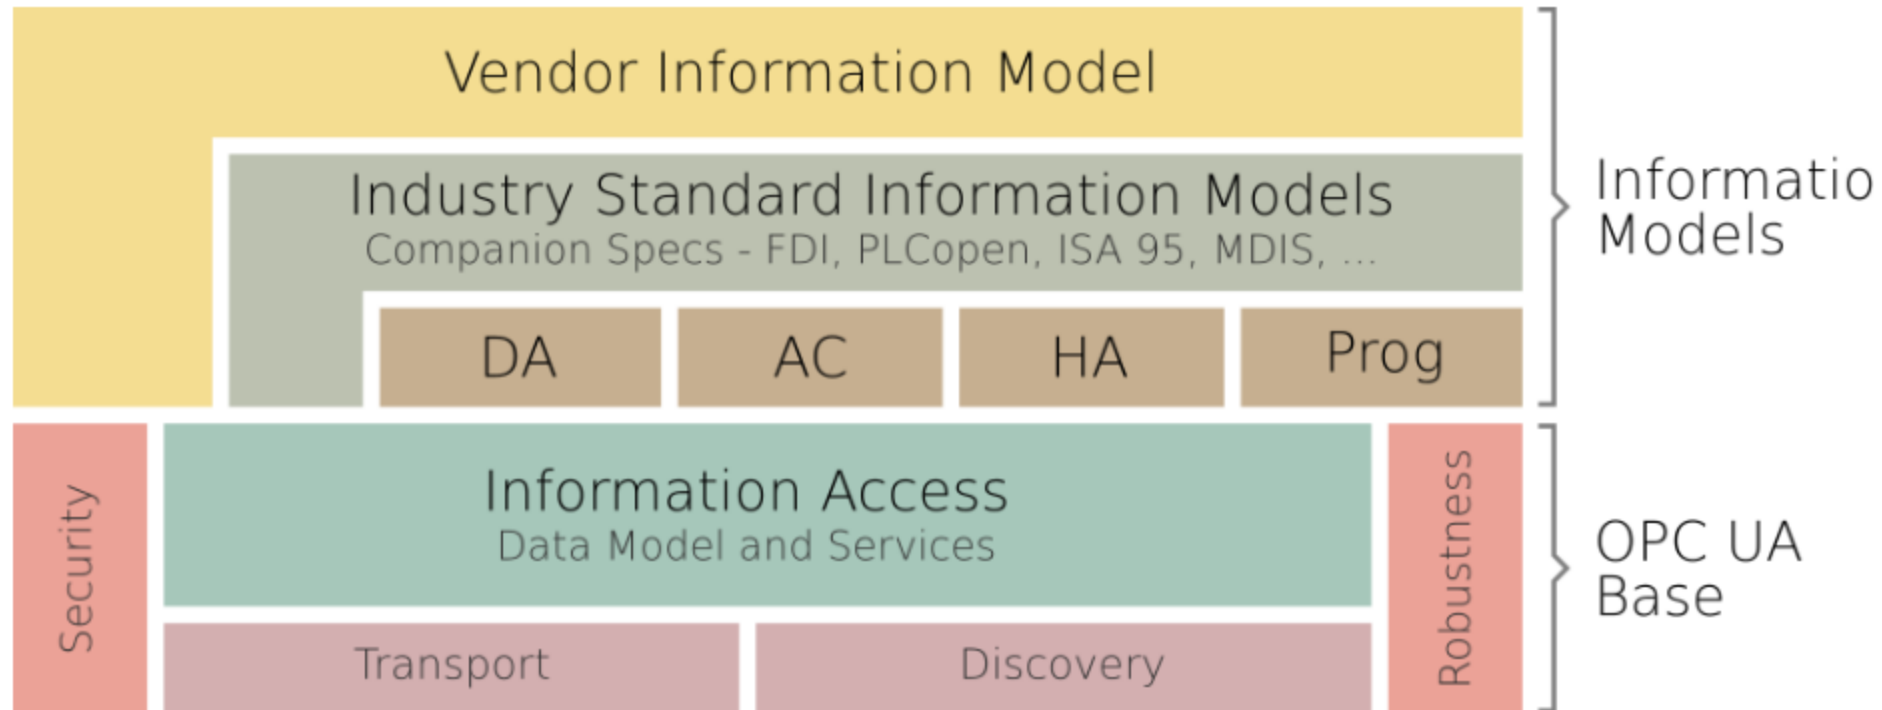 Vendor Information Model
Industry Standard Information Models
Companion Specs - FDI, PLCopen, ISA 95, MDIS, ...
DA
AC
HA
Prog
Informatio
Models
Security
Information Access
Data Model and Services
Transport
Discovery
Robustness
OPC UA
Base